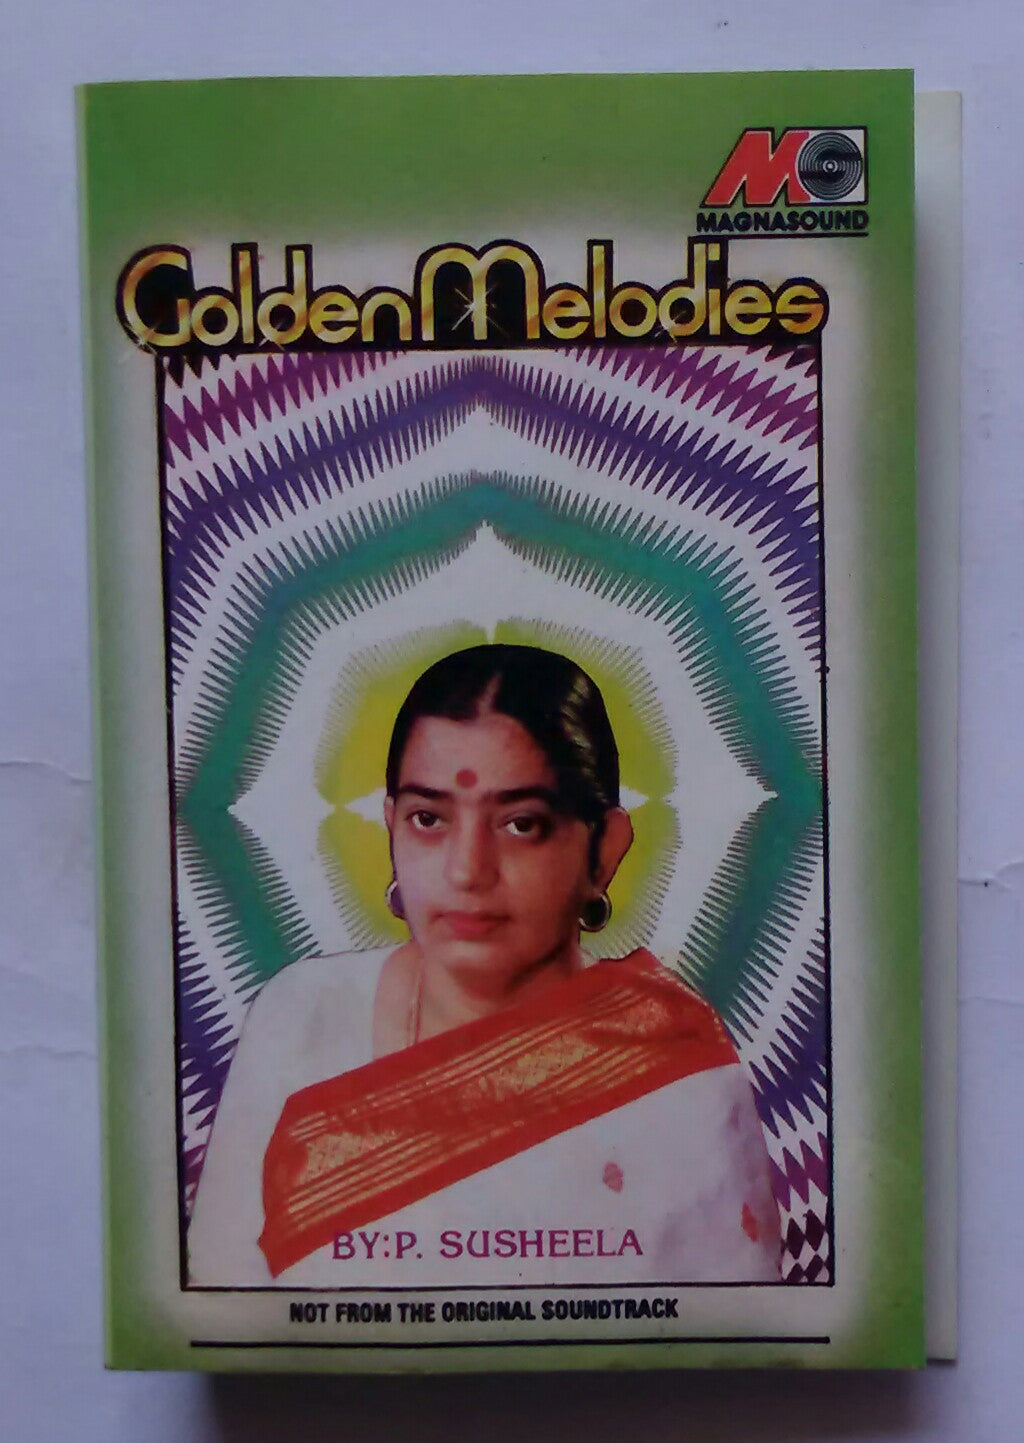 MAGNASOUND
Golden Melodies
BY:P. SUSHEELA
NOT FROM THE ORIGINAL SOUNDTRACK